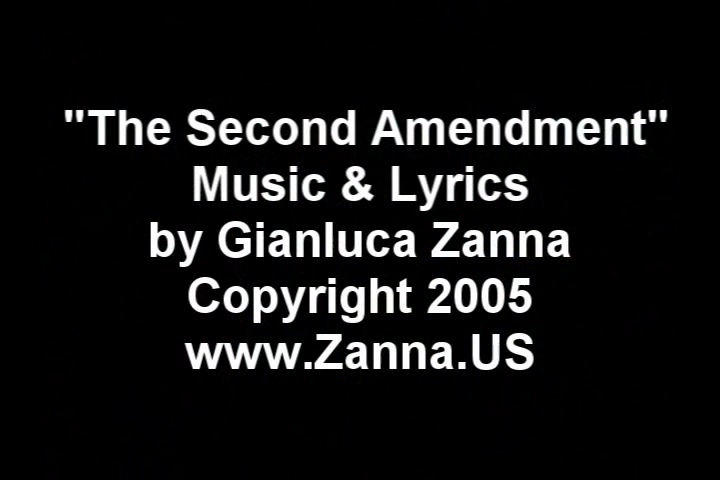 "The Second Amendment"
Music & Lyrics
by Gianluca Zanna
Copyright 2005
www.Zanna.US